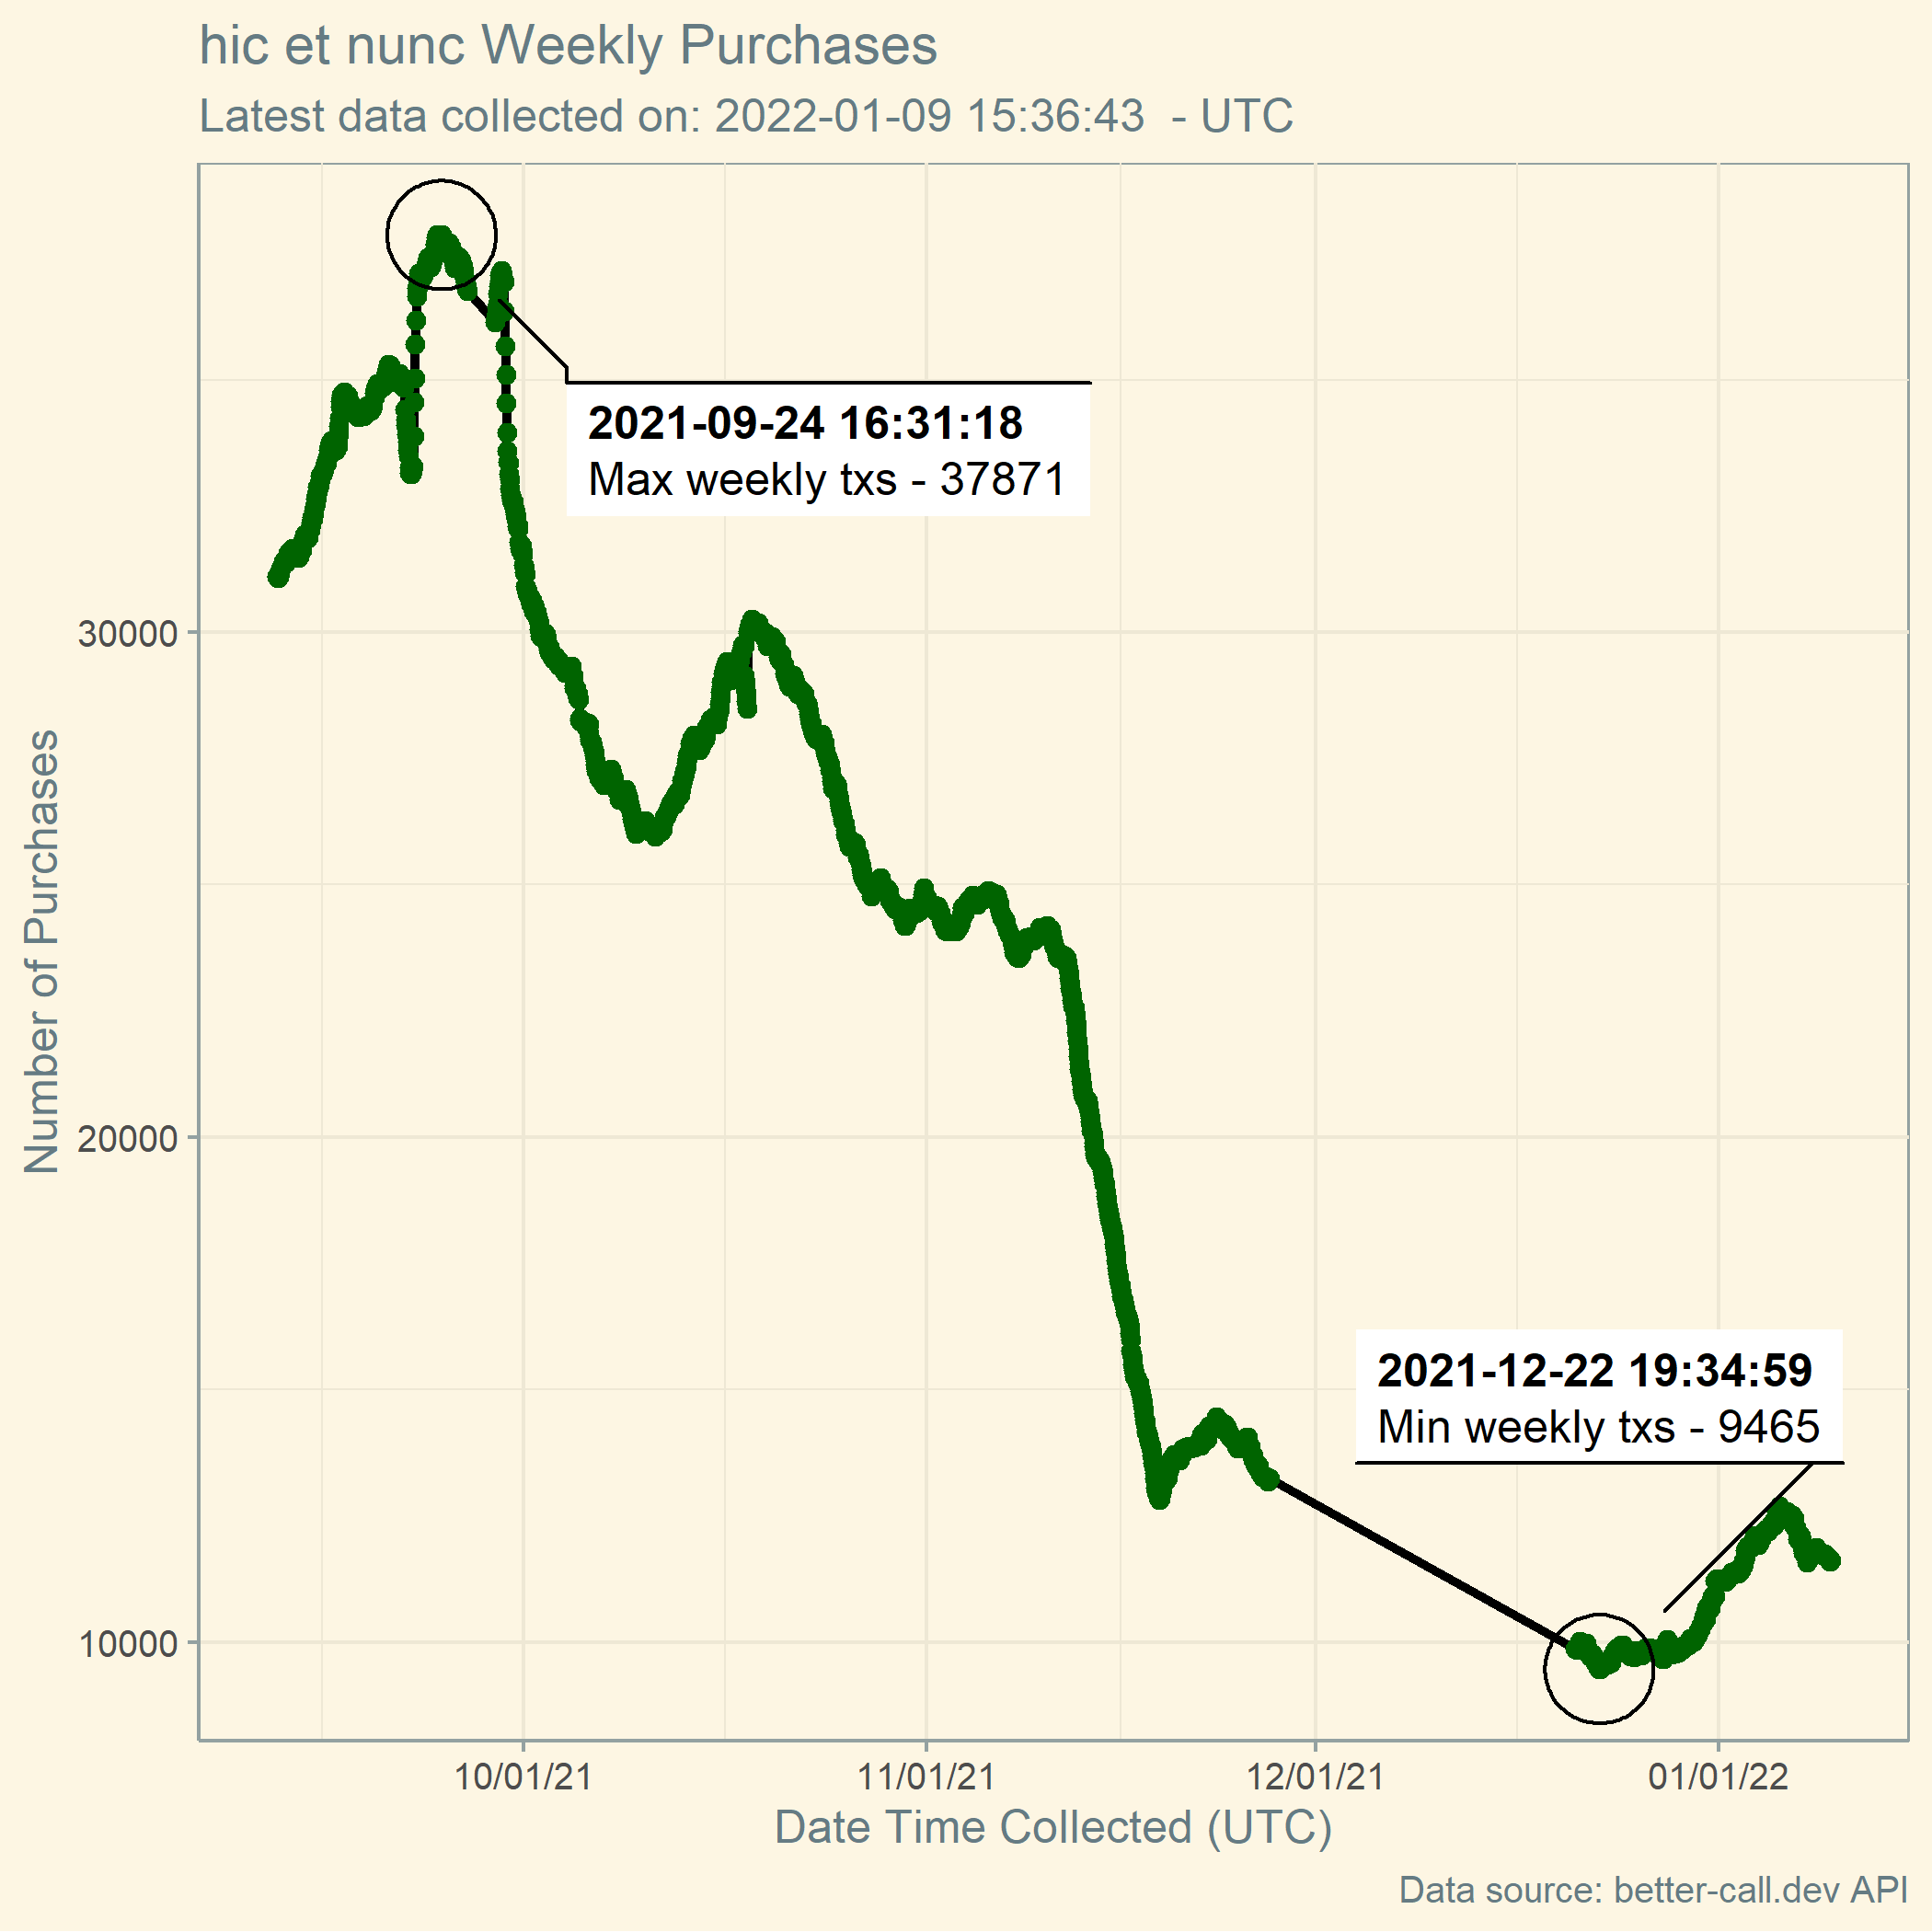 hic et nunc Weekly Purchases
Latest data collected on: 2022-01-09 15:36:43  - UTC
2021-09-24 16:31:18
Max weekly txs - 37871
30000
20000
10000
Number of Purchases
2021-12-22 19:34:59
Min weekly txs - 9465
10/01/21
11/01/21
12/01/21
01/01/22
Date Time Collected (UTC)
Data source: better-call.dev API